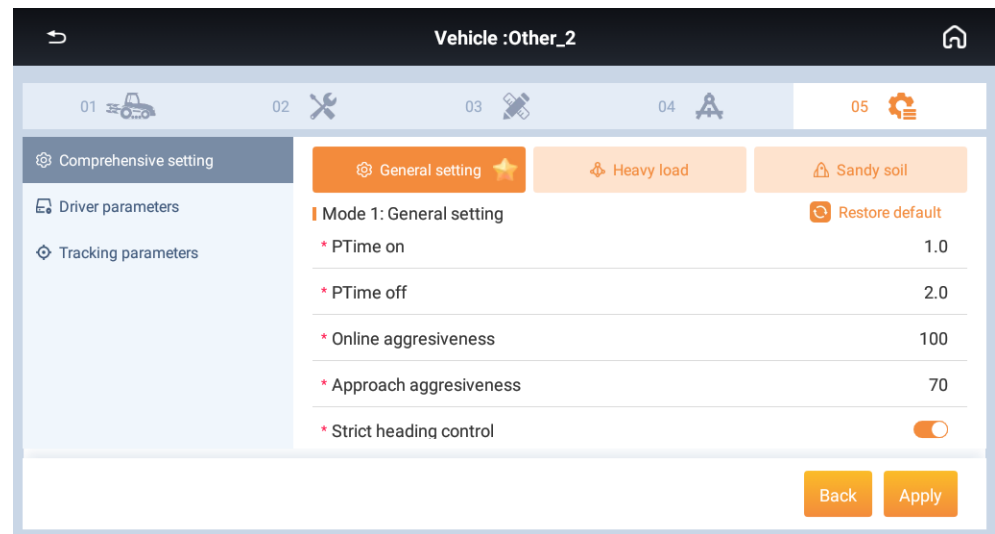 Vehicle :Other_2
01
02
03
04
05
Comprehensive setting
Driver parameters
Tracking parameters
General setting
Heavy load
Sandy soil
Mode 1: General setting
Restore default
* PTime on 1.0
* PTime off 2.0
* Online aggresiveness 100
* Approach aggresiveness 70
* Strict heading control
Back
Apply